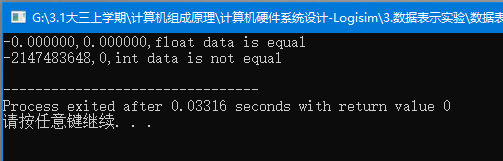 G:\3.1大三上学期\计算机组成原理\计算机硬件系统设计-Logisim\3.数据表示实验\数据表
-0.000000,0.000000,float data is equal
-2147483648,0,int data is not equal
--------------------------------
Process exited after 0.03316 seconds with return value 0
请按任意键继续. . .